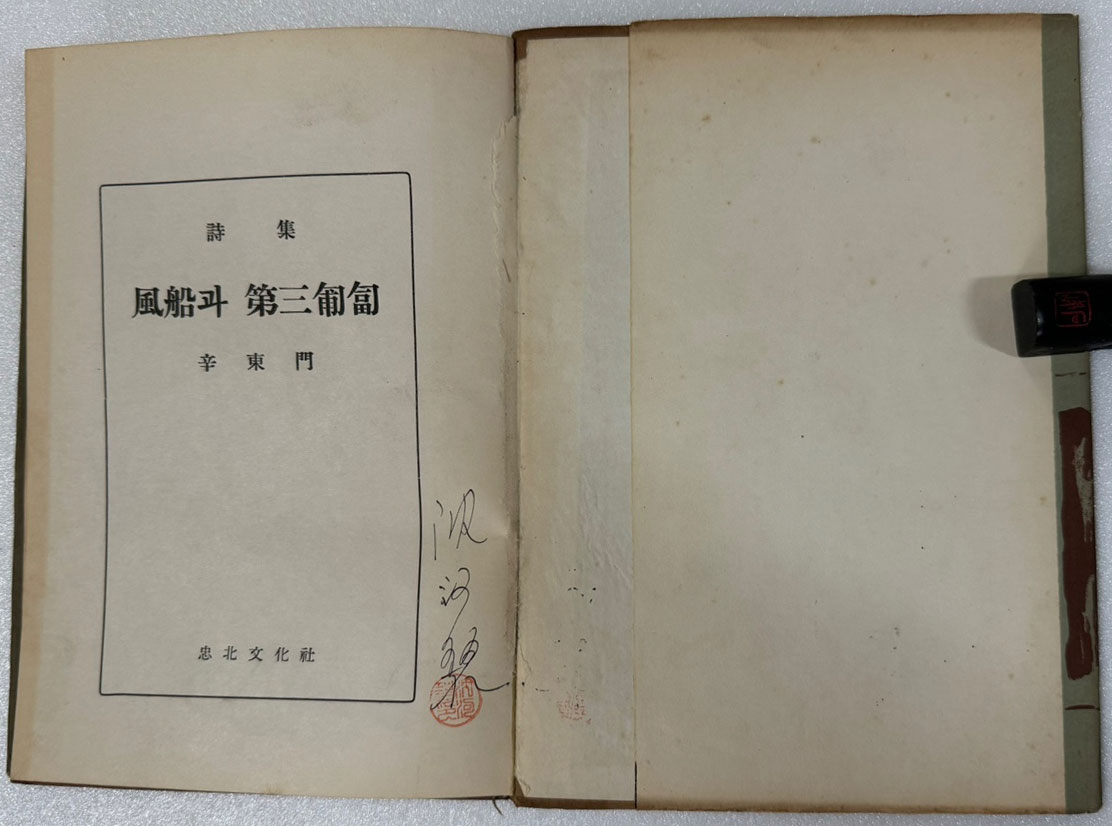 詩集
風船과 第三匍匐
辛東門
忠北文化社